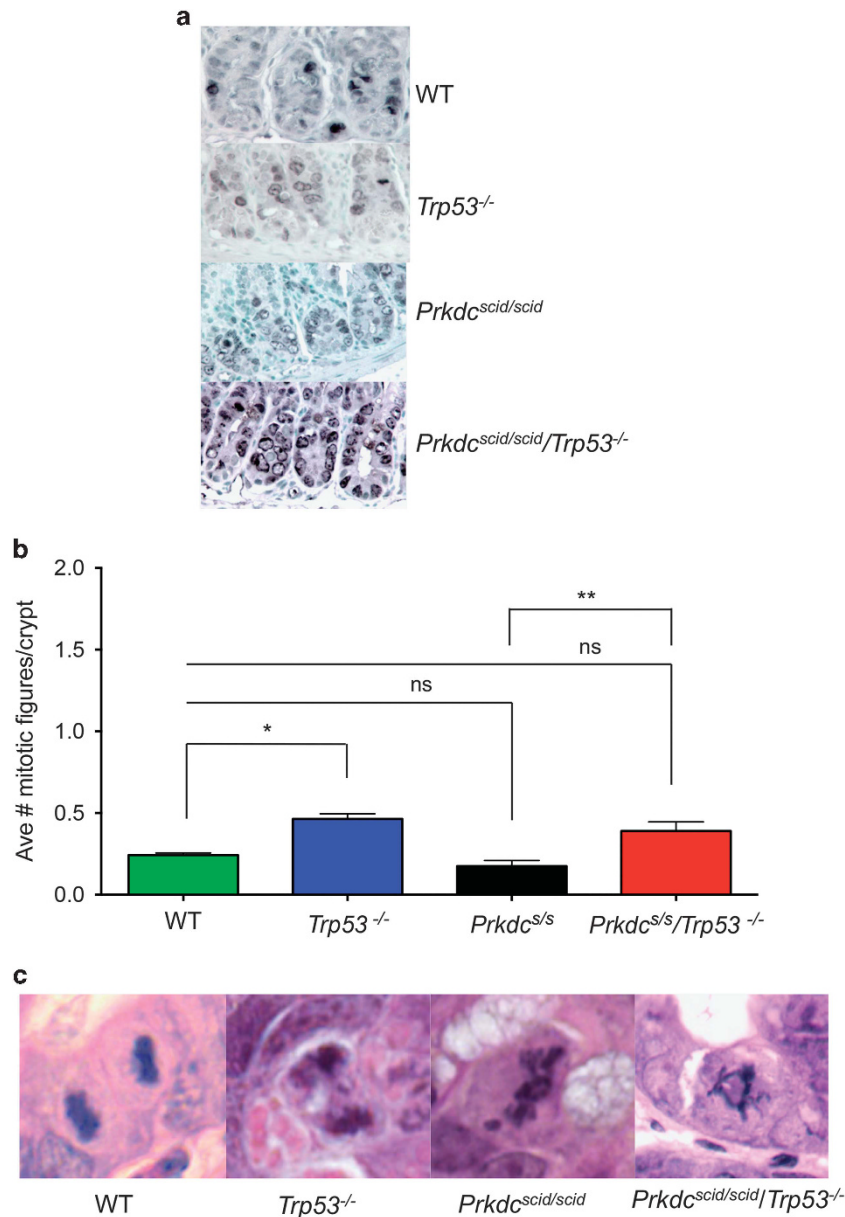 a
WT
Trp53-/-
Prkdcscid/scid
Prkdcscid/scid/Trp53-/-
b
Ave # mitotic figures/crypt
2.0
1.5
1.0
0.5
0.0
**
ns
ns
*
WT
Trp53 -/-
Prkdcs/s
Prkdcs/s/Trp53 -/-
c
WT
Trp53-/-
Prkdcscid/scid
Prkdcscid/scid/Trp53-/-